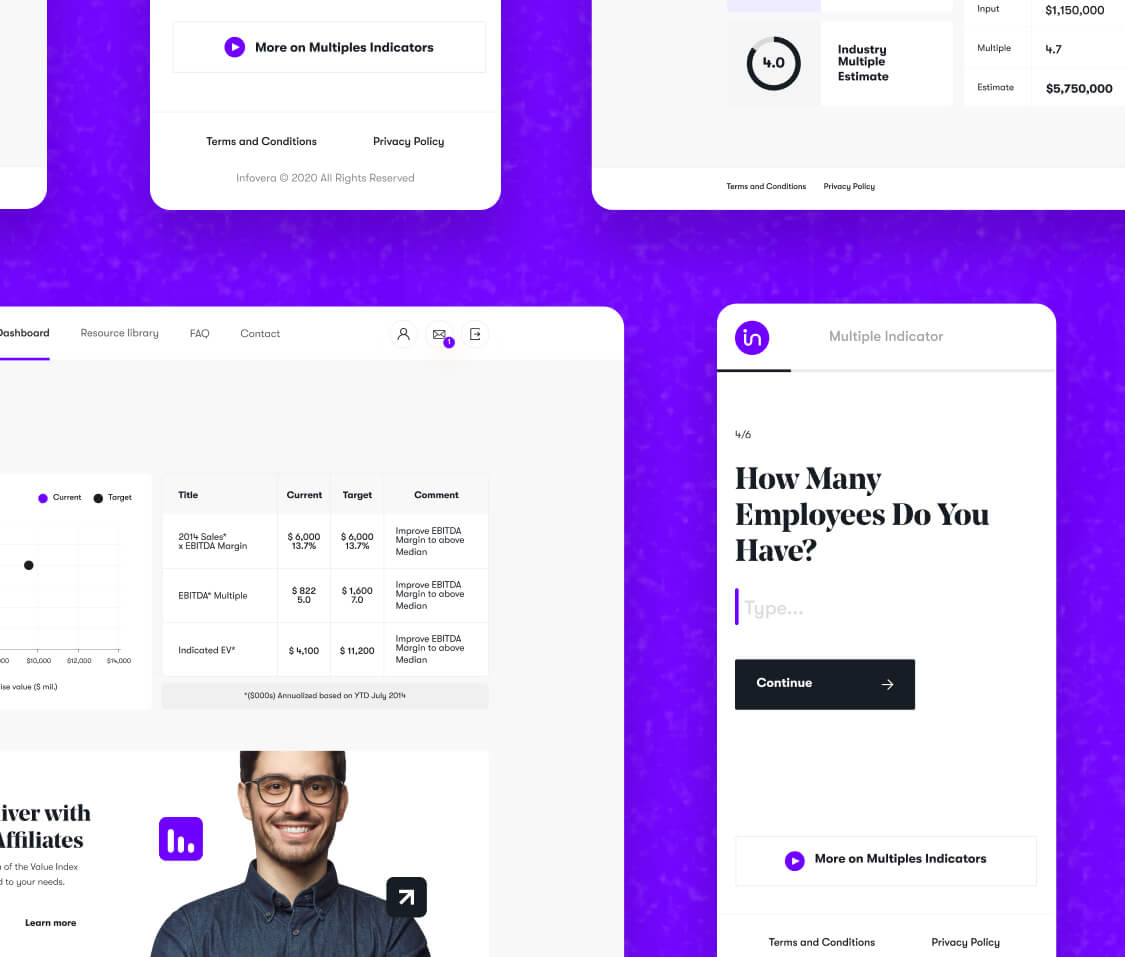 More on Multiples Indicators
Terms and Conditions
Privacy Policy
Infovera © 2020 All Rights Reserved
4.0
Industry
Multiple
Estimate
Input
$1,150,000
Multiple
4.7
Estimate
$5,750,000
Terms and Conditions
Privacy Policy
Dashboard
Resource library
FAQ
Contact
1
Current
Target
$10,000
$12,000
$14,000
ise value ($ mil.)
Title
Current
Target
Comment
2014 Sales*
x EBITDA Margin
$ 6,000
13.7%
$ 6,000
13.7%
Improve EBITDA
Margin to above
Median
EBITDA* Multiple
$ 822
5.0
$ 1,600
7.0
Improve EBITDA
Margin to above
Median
Indicated EV*
$ 4,100
$ 11,200
Improve EBITDA
Margin to above
Median
*($000s) Annualized based on YTD July 2014
iver with
Affiliates
of the Value Index
d to your needs.
Learn more
in
Multiple Indicator
4/6
How Many
Employees Do You
Have?
Type...
Continue
More on Multiples Indicators
Terms and Conditions
Privacy Policy